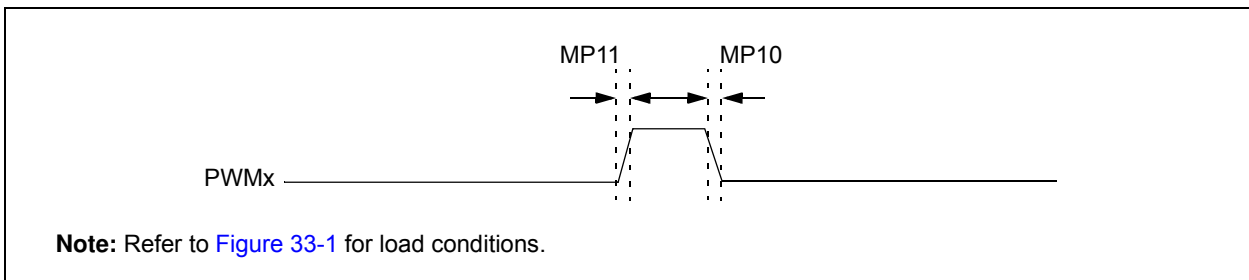 MP11 MP10
PWMx
Note: Refer to Figure 33-1 for load conditions.